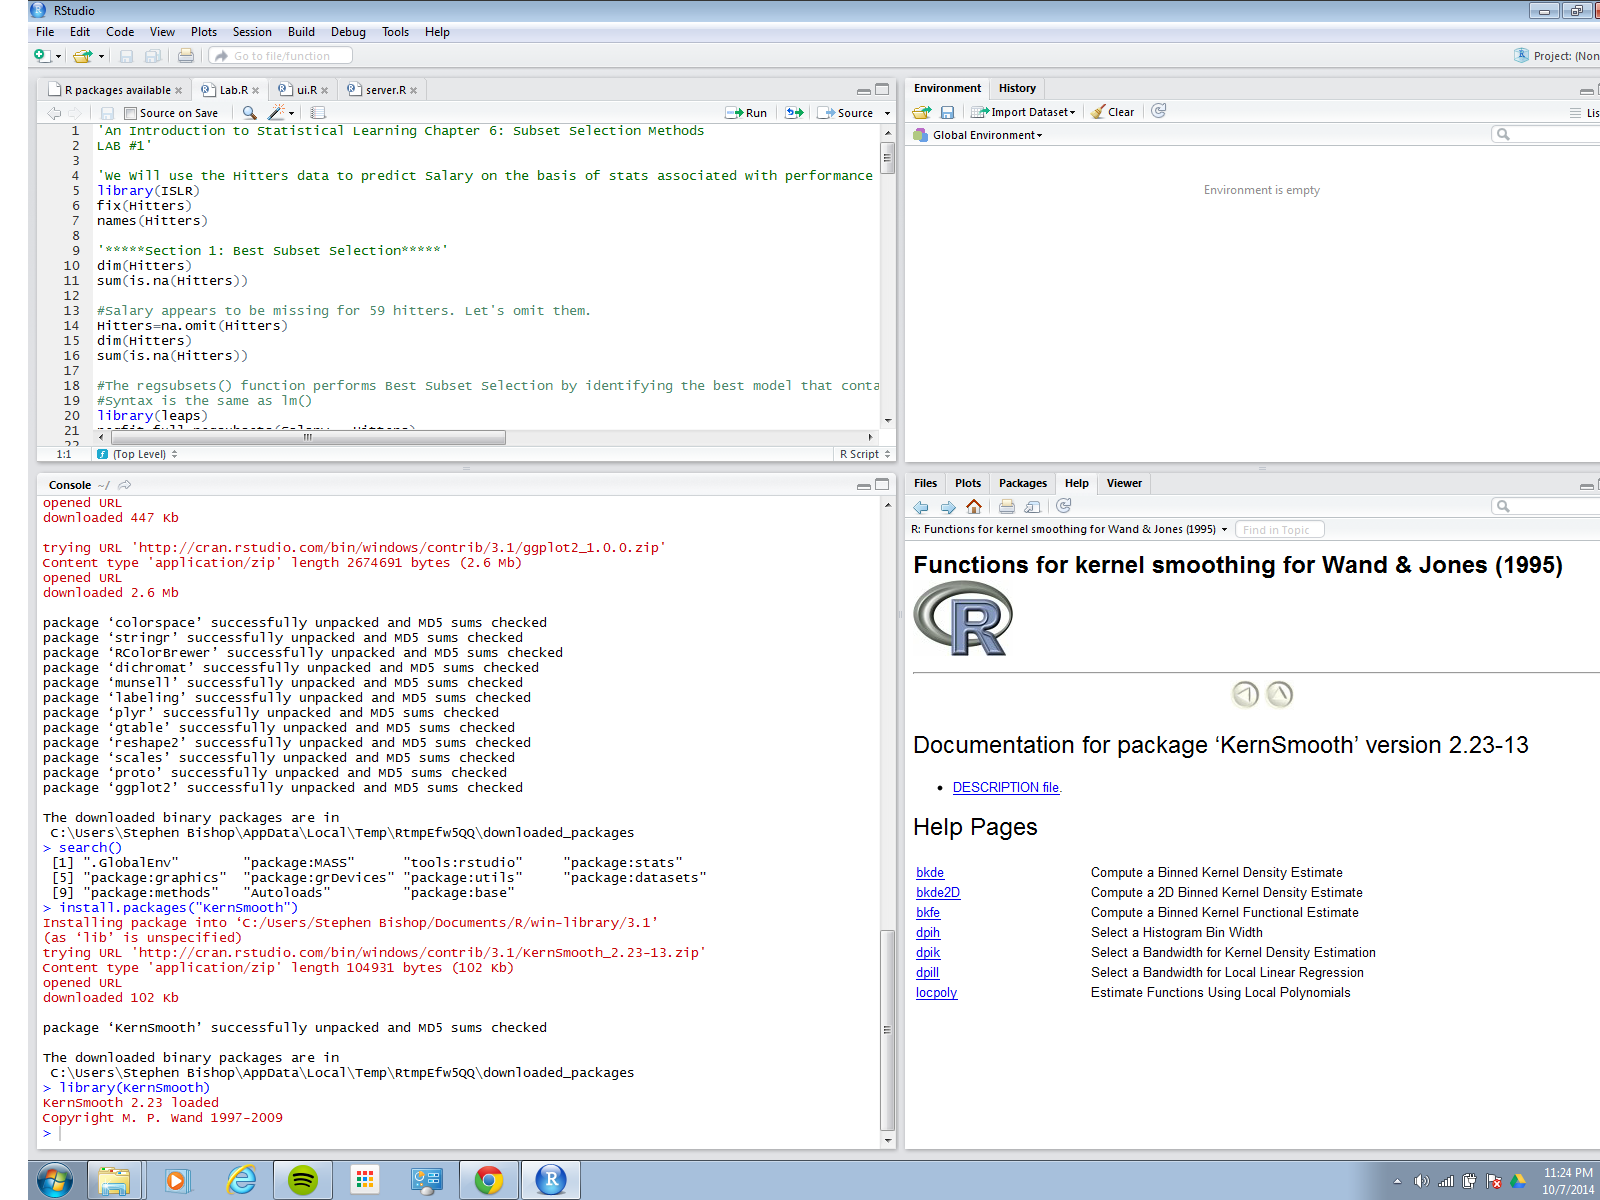 RStudio
File Edit Code View Plots Session Build Debug Tools Help
Go to file/function
Project: (Non
R packages available
Lab.R
ui.R
server.R
Source on Save
Run
Source
1 'An Introduction to Statistical Learning Chapter 6: Subset Selection Methods
2 LAB #1'
3
4 'We Will use the Hitters data to predict Salary on the basis of stats associated with performance
5 library(ISLR)
6 fix(Hitters)
7 names(Hitters)
8
9 '*****Section 1: Best Subset Selection*****'
10 dim(Hitters)
11 sum(is.na(Hitters))
12
13 #Salary appears to be missing for 59 hitters. Let's omit them.
14 Hitters=na.omit(Hitters)
15 dim(Hitters)
16 sum(is.na(Hitters))
17
18 #The regsubsets() function performs Best Subset Selection by identifying the best model that conta
19 #Syntax is the same as lm()
20 library(leaps)
21
22
1:1 (Top Level) R Script
Console ~/
opened URL
downloaded 447 Kb
trying URL 'http://cran.rstudio.com/bin/windows/contrib/3.1/ggplot2_1.0.0.zip'
Content type 'application/zip' length 2674691 bytes (2.6 Mb)
opened URL
downloaded 2.6 Mb
package ‘colorspace’ successfully unpacked and MD5 sums checked
package ‘stringr’ successfully unpacked and MD5 sums checked
package ‘RColorBrewer’ successfully unpacked and MD5 sums checked
package ‘dichromat’ successfully unpacked and MD5 sums checked
package ‘munsell’ successfully unpacked and MD5 sums checked
package ‘labeling’ successfully unpacked and MD5 sums checked
package ‘plyr’ successfully unpacked and MD5 sums checked
package ‘gtable’ successfully unpacked and MD5 sums checked
package ‘reshape2’ successfully unpacked and MD5 sums checked
package ‘scales’ successfully unpacked and MD5 sums checked
package ‘proto’ successfully unpacked and MD5 sums checked
package ‘ggplot2’ successfully unpacked and MD5 sums checked
The downloaded binary packages are in
C:\Users\Stephen Bishop\AppData\Local\Temp\RtmpEfw5QQ\downloaded_packages
> search()
[1] ".GlobalEnv" "package:MASS" "tools:rstudio" "package:stats"
[5] "package:graphics" "package:grDevices" "package:utils" "package:datasets"
[9] "package:methods" "Autoloads" "package:base"
> install.packages("KernSmooth")
Installing package into ‘C:/Users/Stephen Bishop/Documents/R/win-library/3.1’
(as ‘lib’ is unspecified)
trying URL 'http://cran.rstudio.com/bin/windows/contrib/3.1/KernSmooth_2.23-13.zip'
Content type 'application/zip' length 104931 bytes (102 Kb)
opened URL
downloaded 102 Kb
package ‘KernSmooth’ successfully unpacked and MD5 sums checked
The downloaded binary packages are in
C:\Users\Stephen Bishop\AppData\Local\Temp\RtmpEfw5QQ\downloaded_packages
> library(KernSmooth)
KernSmooth 2.23 loaded
Copyright M. P. Wand 1997-2009
>
Environment History
Import Dataset Clear Lis
Global Environment
Environment is empty
Files Plots Packages Help Viewer
R: Functions for kernel smoothing for Wand & Jones (1995) Find in Topic
Functions for kernel smoothing for Wand & Jones (1995)
R
Documentation for package ‘KernSmooth’ version 2.23-13
• DESCRIPTION file.
Help Pages
bkde Compute a Binned Kernel Density Estimate
bkde2D Compute a 2D Binned Kernel Density Estimate
bkfe Compute a Binned Kernel Functional Estimate
dpih Select a Histogram Bin Width
dpik Select a Bandwidth for Kernel Density Estimation
dpill Select a Bandwidth for Local Linear Regression
locpoly Estimate Functions Using Local Polynomials
11:24 PM
10/7/2014